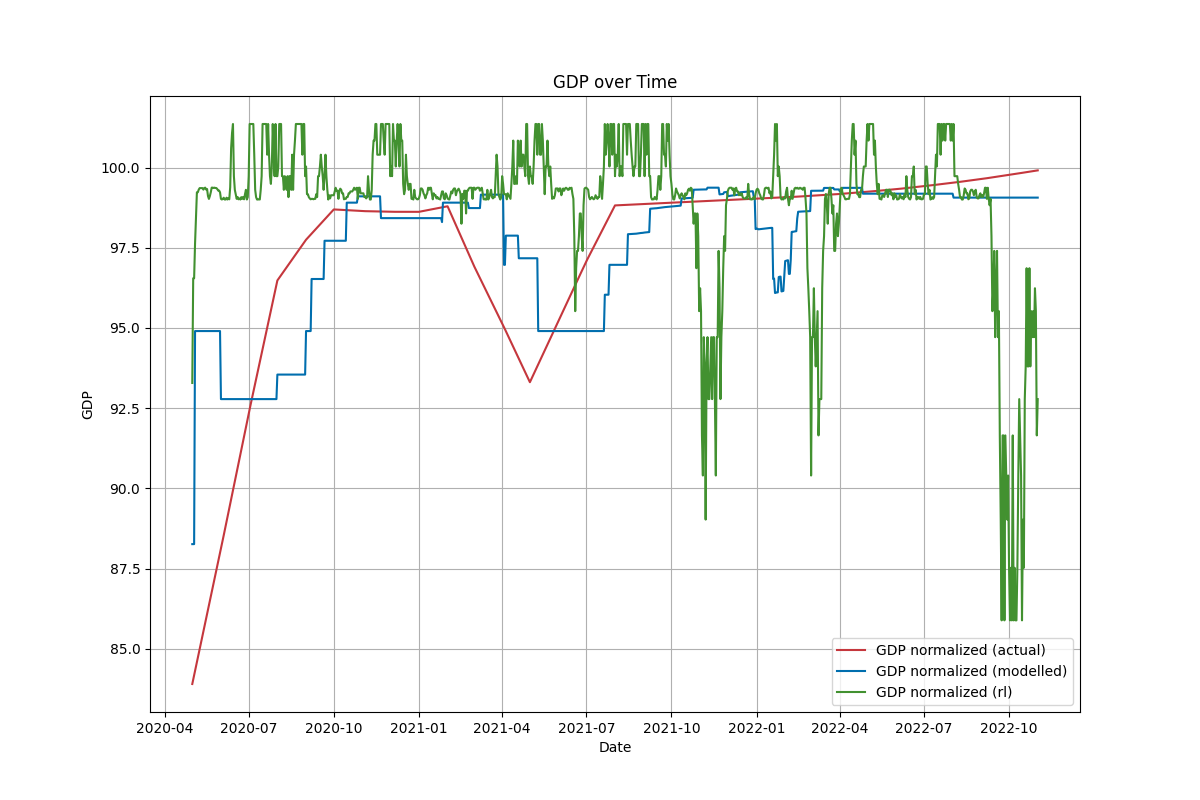 GDP over Time
100.0
97.5
95.0
92.5
90.0
87.5
85.0
GDP
GDP normalized (actual)
GDP normalized (modelled)
GDP normalized (rl)
2020-04 2020-07 2020-10 2021-01 2021-04 2021-07 2021-10 2022-01 2022-04 2022-07 2022-10
Date